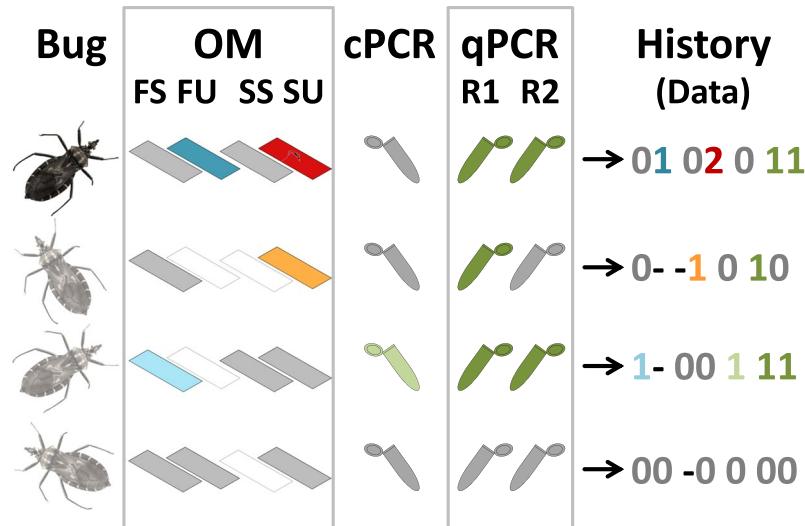 Bug OM cPCR qPCR History
FS FU SS SU R1 R2 (Data)
01 02 0 11
0- -1 0 10
1- 00 1 11
00 -0 0 00